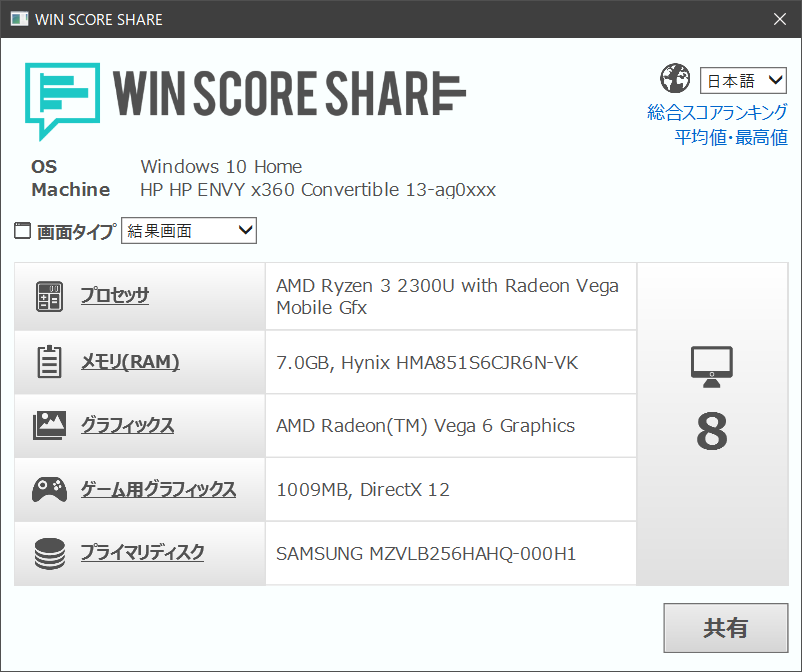 WIN SCORE SHARE
WIN SCORE SHARE
日本語
総合スコアランキング
平均値・最高値
OS Windows 10 Home
Machine HP HP ENVY x360 Convertible 13-ag0xxx
画面タイプ 結果画面
プロセッサ
AMD Ryzen 3 2300U with Radeon Vega
Mobile Gfx
メモリ(RAM)
7.0GB, Hynix HMA851S6CJR6N-VK
グラフィックス
AMD Radeon(TM) Vega 6 Graphics
ゲーム用グラフィックス
1009MB, DirectX 12
プライマリディスク
SAMSUNG MZVLB256HAHQ-000H1
8
共有